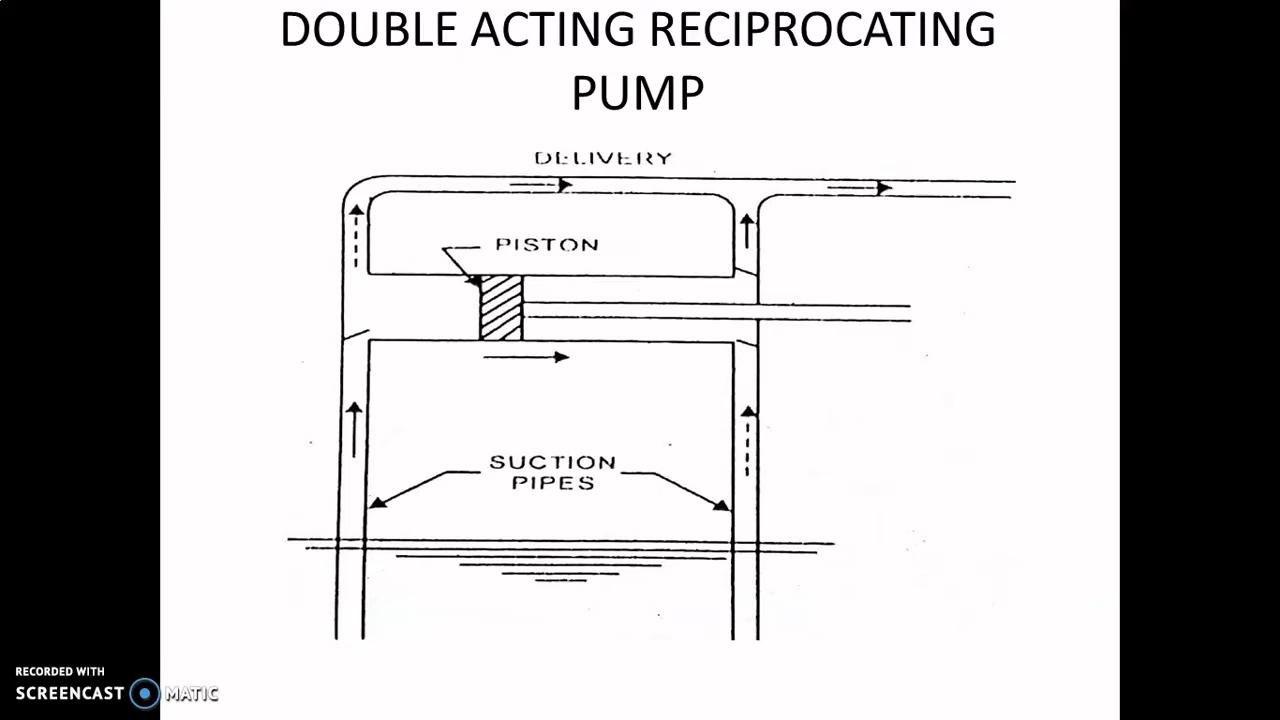 DOUBLE ACTING RECIPROCATING
PUMP
DELIVERY
PISTON
SUCTION
PIPES
RECORDED WITH
SCREENCAST MATIC